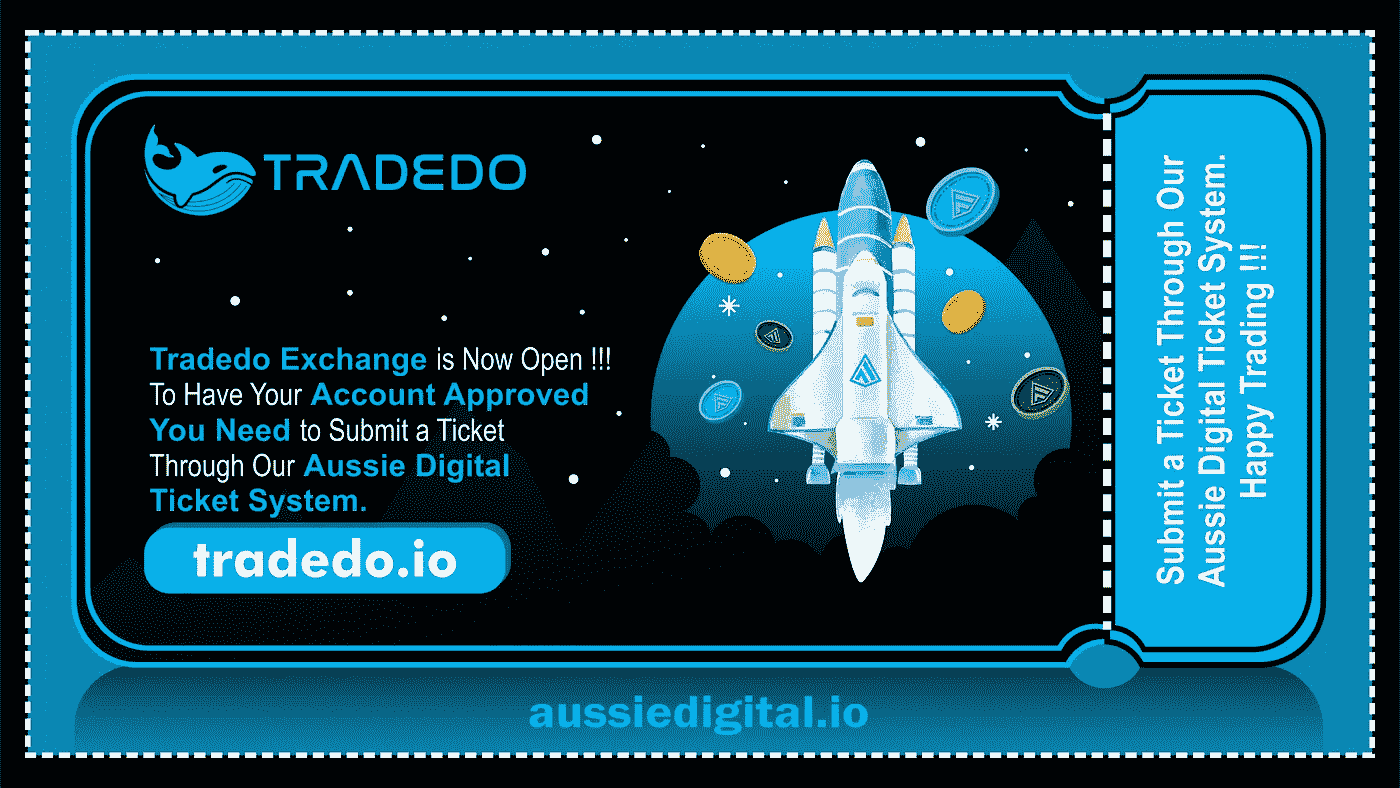 TRADEDO
Tradedo Exchange is Now Open !!!
To Have Your Account Approved
You Need to Submit a Ticket
Through Our Aussie Digital
Ticket System.
tradedo.io
Submit a Ticket Through Our
Aussie Digital Ticket System.
Happy Trading !!!
aussiedigital.io